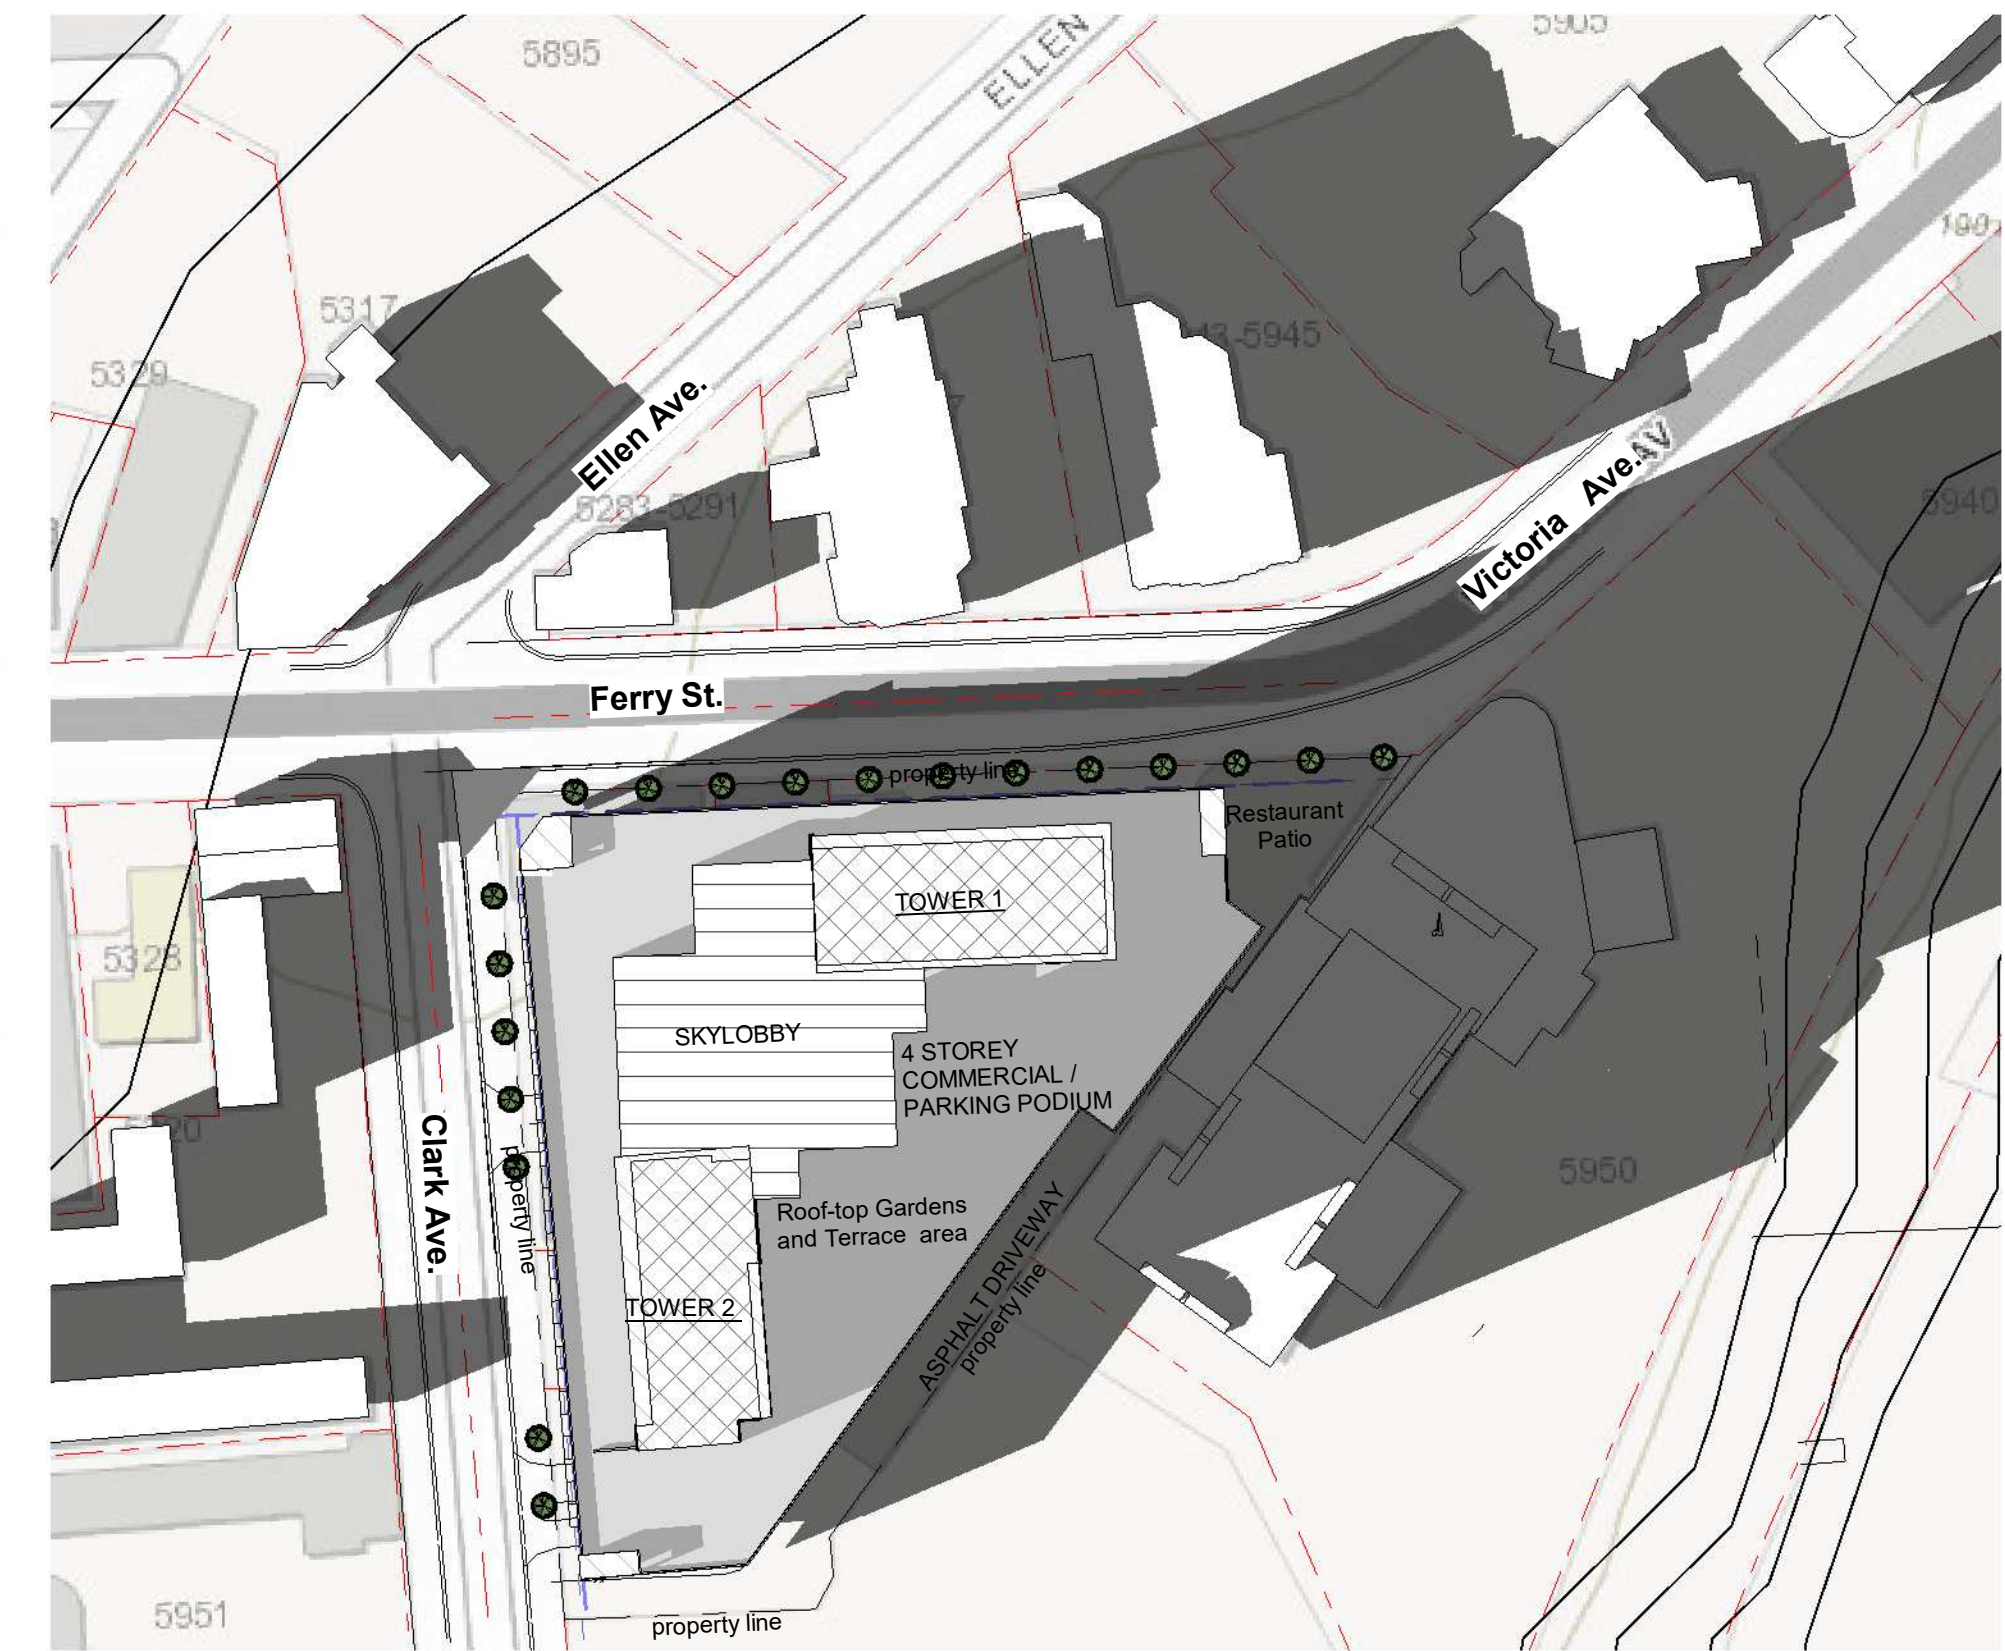 5905
5895
ELLEN
5317
5329
5940
Ellen Ave.
5283-5291
Victoria Ave.
AV
Ferry St.
property line
Restaurant
Patio
TOWER 1
5328
SKYLOBBY
4 STOREY
COMMERCIAL /
PARKING PODIUM
Clark Ave.
property line
5950
Roof-top Gardens
and Terrace area
TOWER 2
ASPHALT DRIVEWAY
property line
5951
property line